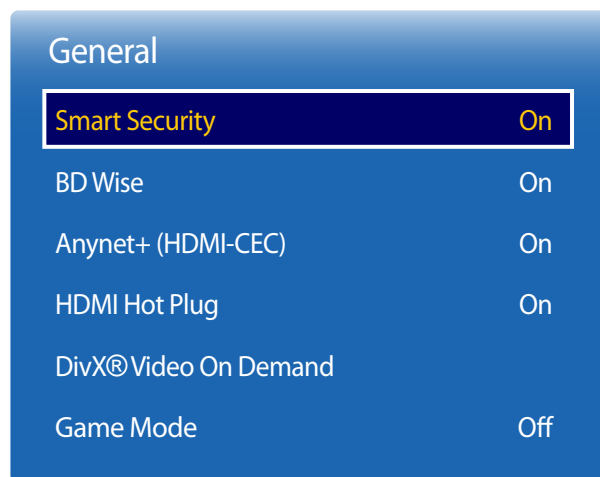 General
Smart Security On
BD Wise On
Anynet+ (HDMI-CEC) On
HDMI Hot Plug On
DivX® Video On Demand
Game Mode Off